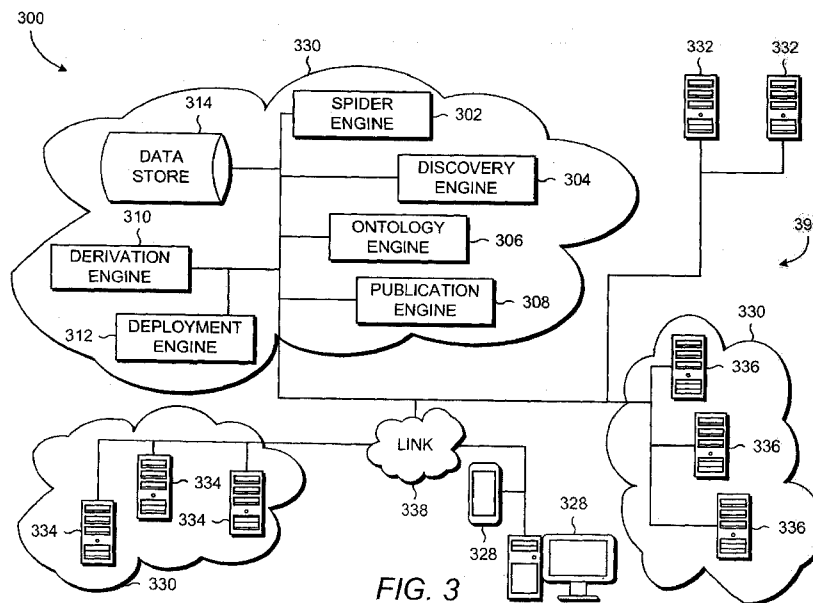 300
330
332
332
314
SPIDER
ENGINE
302
DATA
STORE
DISCOVERY
ENGINE
304
310
ONTOLOGY
ENGINE
306
39
DERIVATION
ENGINE
PUBLICATION
ENGINE
308
312
DEPLOYMENT
ENGINE
330
336
LINK
334
336
338
328
334
334
328
336
330
FIG. 3